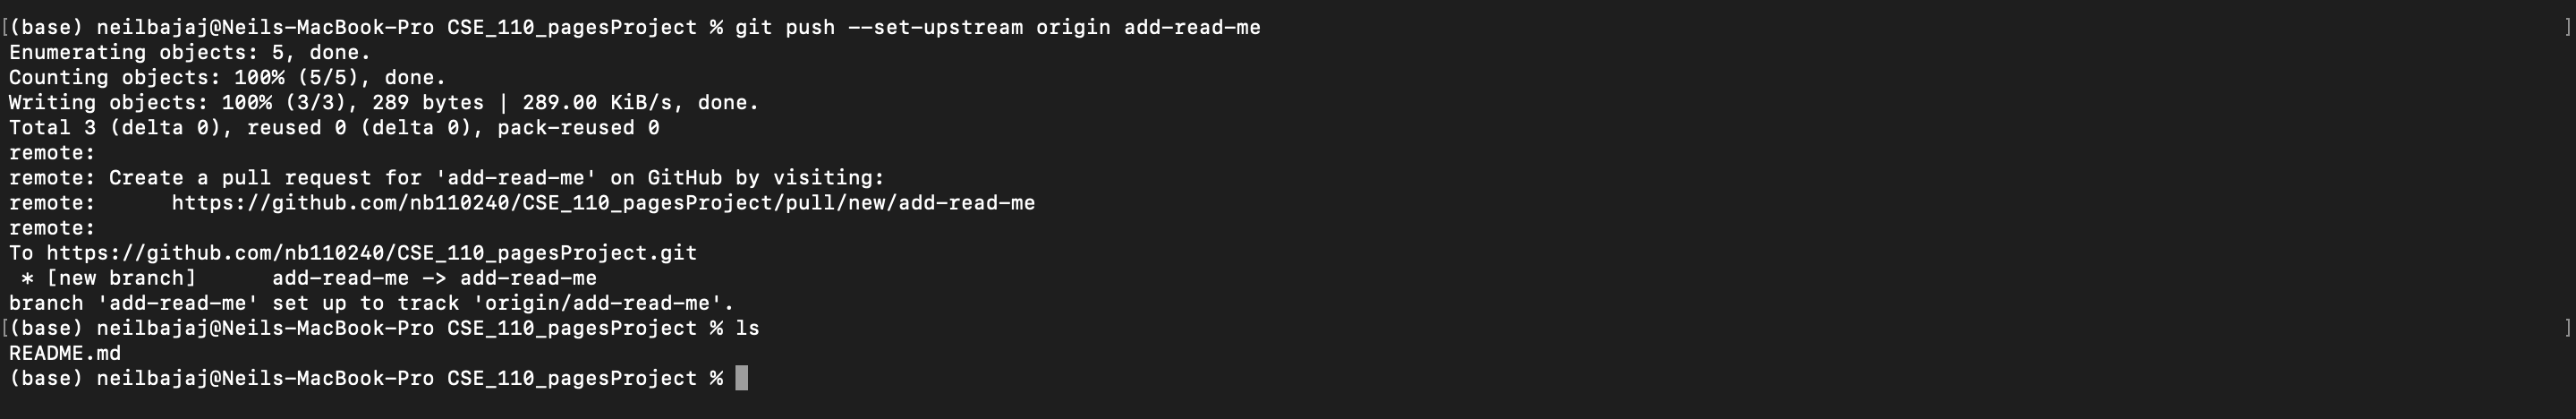 [(base) neilbajaj@Neils-MacBook-Pro CSE_110_pagesProject % git push --set-upstream origin add-read-me ]
Enumerating objects: 5, done.
Counting objects: 100% (5/5), done.
Writing objects: 100% (3/3), 289 bytes | 289.00 KiB/s, done.
Total 3 (delta 0), reused 0 (delta 0), pack-reused 0
remote:
remote: Create a pull request for 'add-read-me' on GitHub by visiting:
remote:      https://github.com/nb110240/CSE_110_pagesProject/pull/new/add-read-me
remote:
To https://github.com/nb110240/CSE_110_pagesProject.git
 * [new branch]      add-read-me -> add-read-me
branch 'add-read-me' set up to track 'origin/add-read-me'.
[(base) neilbajaj@Neils-MacBook-Pro CSE_110_pagesProject % ls ]
README.md
(base) neilbajaj@Neils-MacBook-Pro CSE_110_pagesProject %